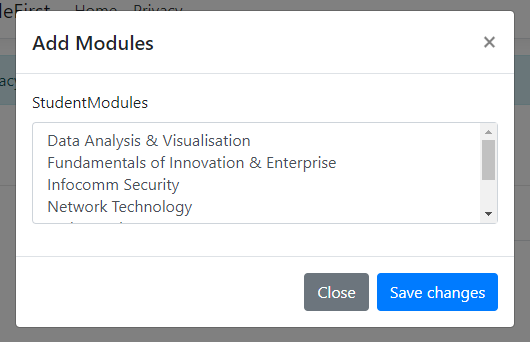 Home Privacy
Add Modules ×
StudentModules
Data Analysis & Visualisation
Fundamentals of Innovation & Enterprise
Infocomm Security
Network Technology
Close Save changes